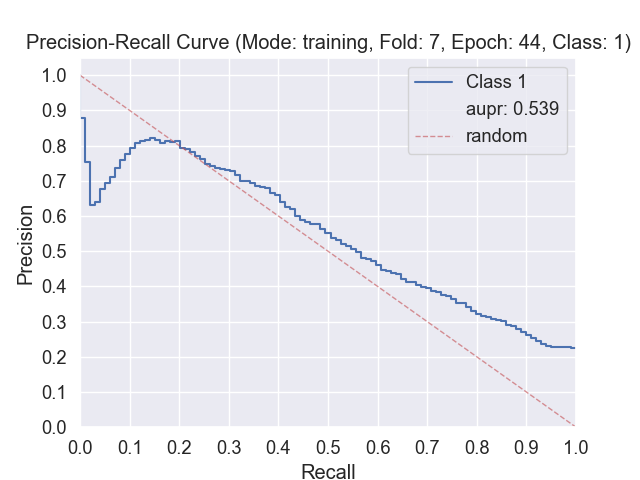 Precision-Recall Curve (Mode: training, Fold: 7, Epoch: 44, Class: 1)
Class 1
aupr: 0.539
random
Precision
1.0
0.9
0.8
0.7
0.6
0.5
0.4
0.3
0.2
0.1
0.0
0.0 0.1 0.2 0.3 0.4 0.5 0.6 0.7 0.8 0.9 1.0
Recall